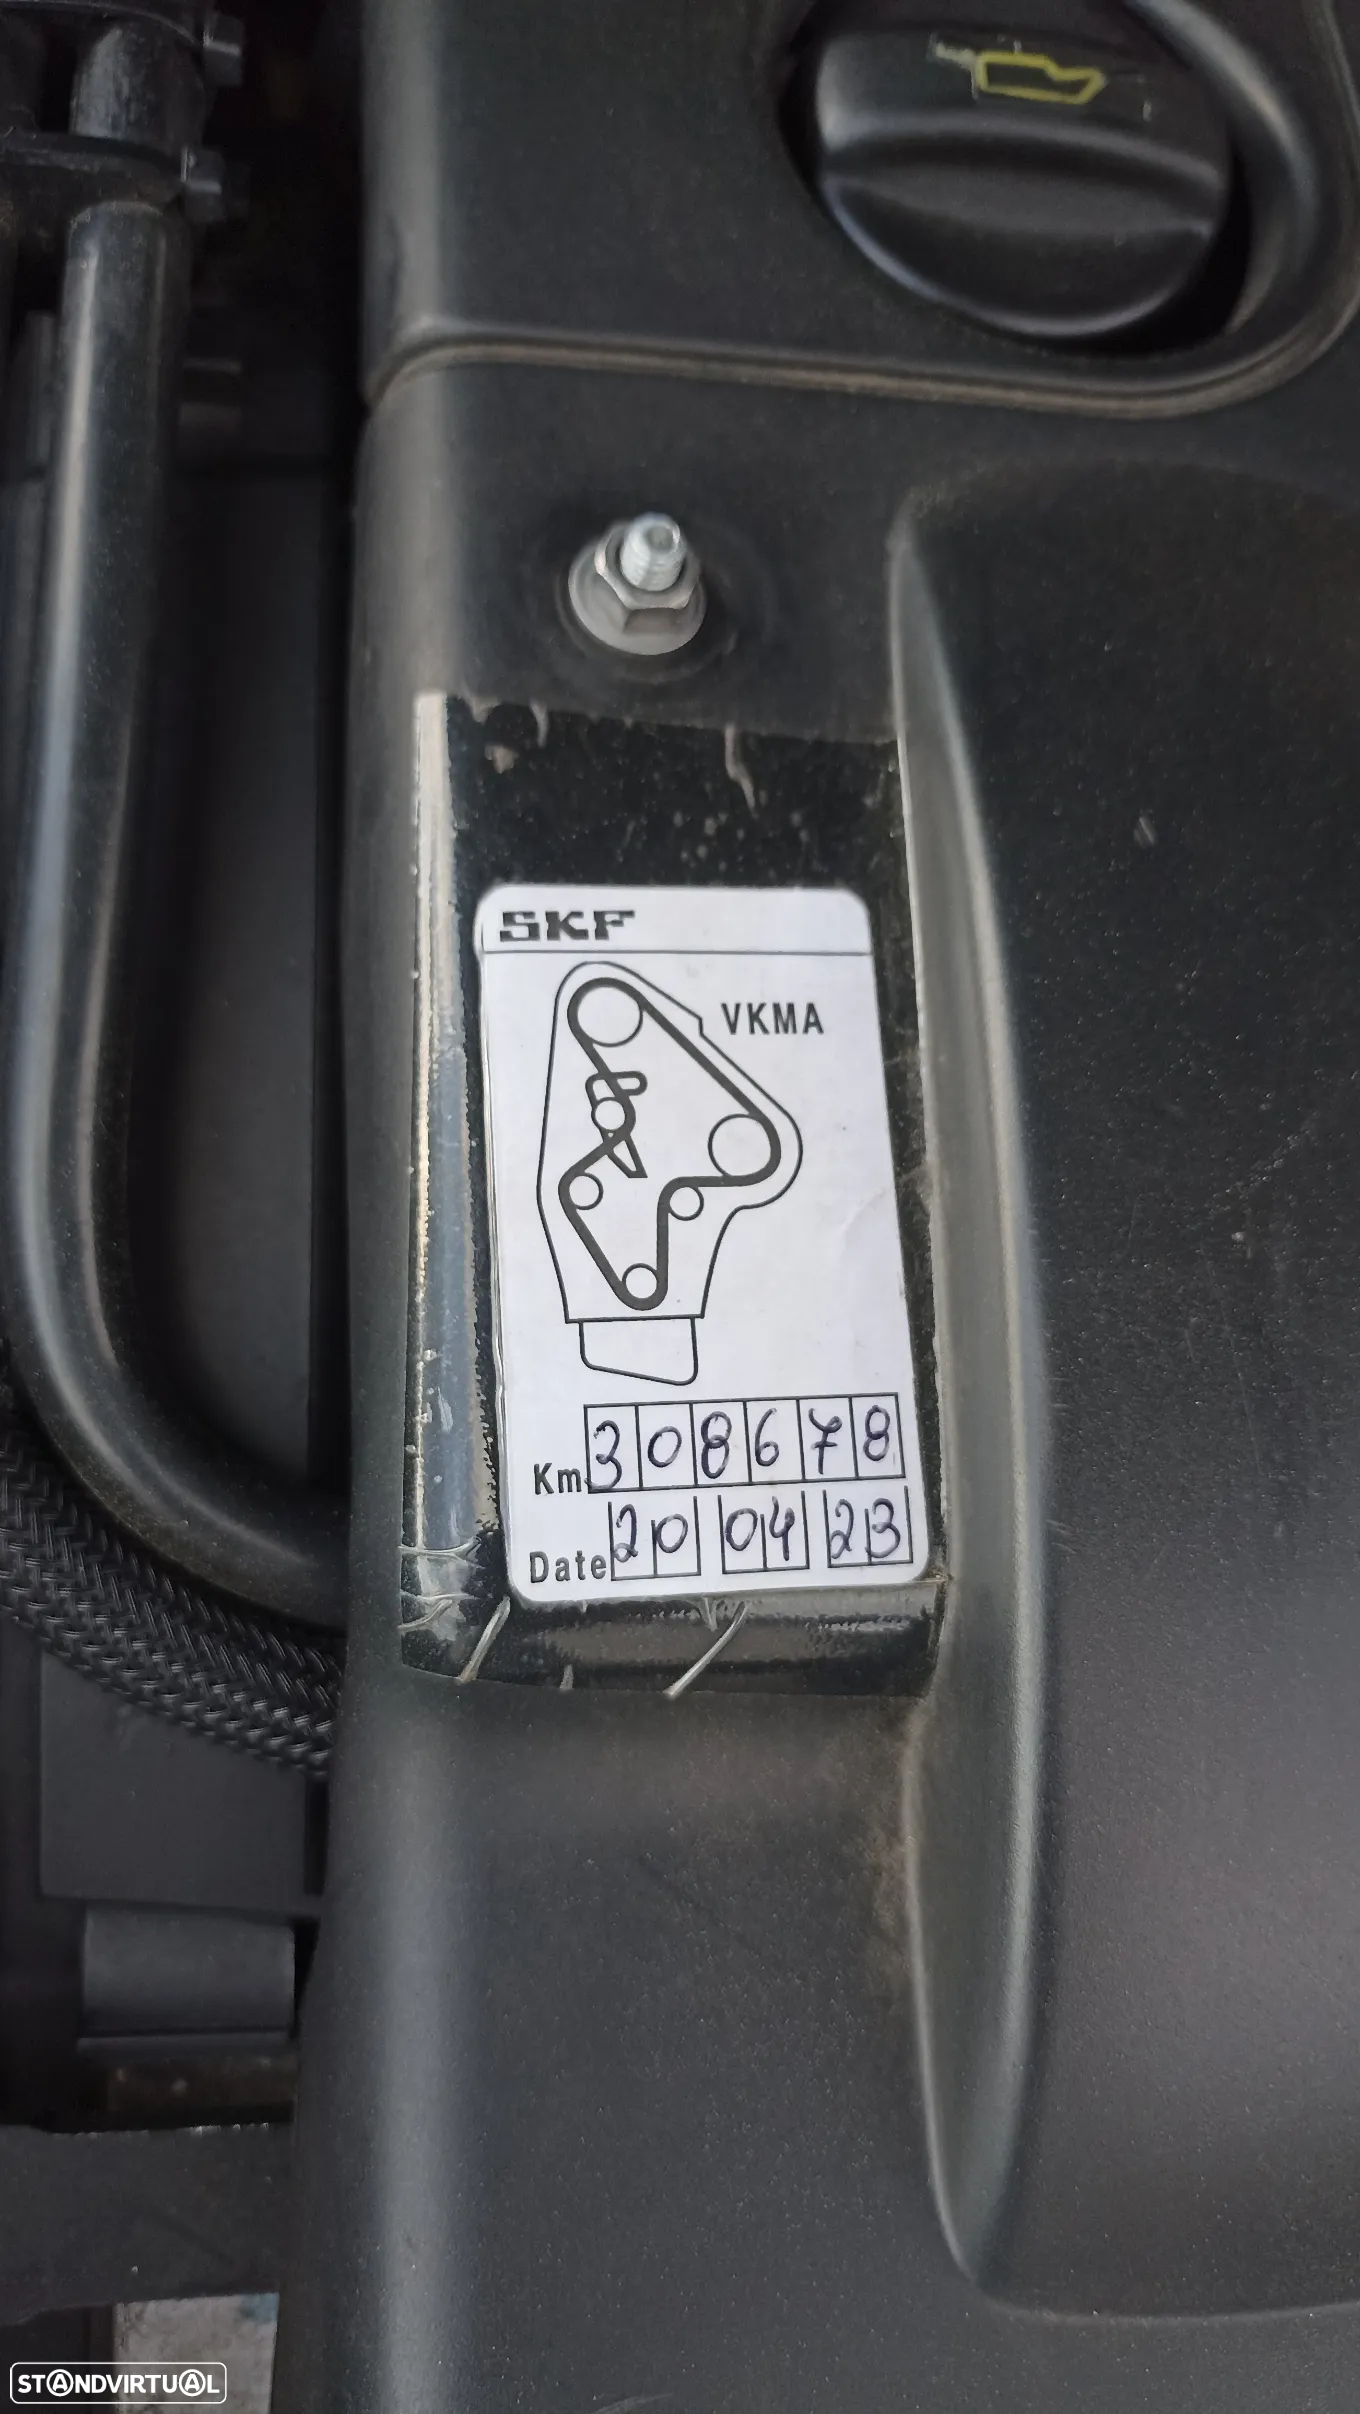 SKF
VKMA
Km 308678
Date 20 04 23
STANDVIRTUAL